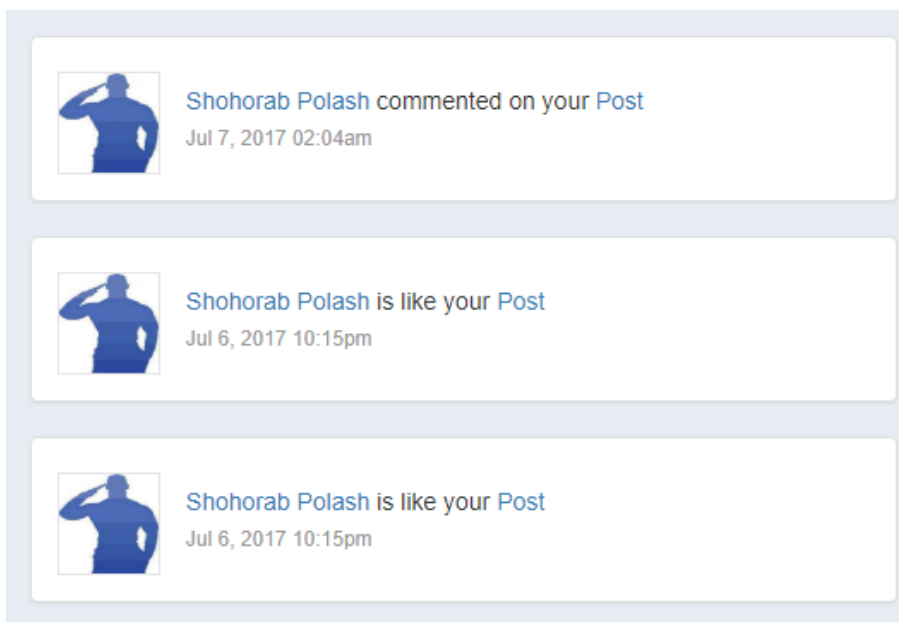 Shohorab Polash commented on your Post
Jul 7, 2017 02:04am
Shohorab Polash is like your Post
Jul 6, 2017 10:15pm
Shohorab Polash is like your Post
Jul 6, 2017 10:15pm